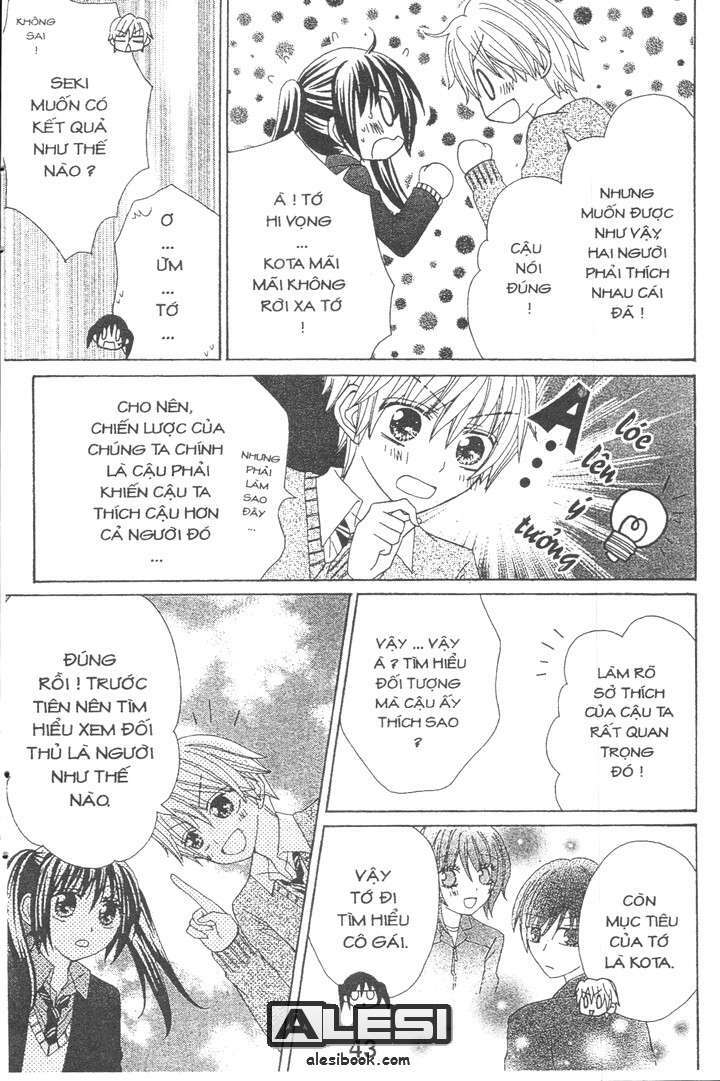 NHƯNG
MUỐN ĐƯỢC
NHƯ VẬY,
HAI NGƯỜI
PHẢI THÍCH
NHAU CÁI
ĐÃ !
CẬU
NÓI
ĐÚNG
!
À ! TỚ
HI VỌNG
...
KOTA MÃI
MÃI KHÔNG
RỜI XA TỚ
!
KHÔNG
SAI
!
SEKI
MUỐN CÓ
KẾT QUẢ
NHƯ THẾ
NÀO ?
Ơ
...
ỪM
...
TỚ
...
A...
lóe
lên
ý
tưởng
NHƯNG
PHẢI
LÀM
SAO
ĐÂY
...
CHO NÊN,
CHIẾN LƯỢC CỦA
CHÚNG TA CHÍNH
LÀ CẬU PHẢI
KHIẾN CẬU TA
THÍCH CẬU HƠN
CẢ NGƯỜI ĐÓ
...
LÀM RÕ
SỞ THÍCH
CỦA CẬU TA
RẤT QUAN
TRỌNG
ĐÓ !
VẬY ... VẬY
Á ? TÌM HIỂU
ĐỐI TƯỢNG
MÀ CẬU ẤY
THÍCH SAO
?
CÒN
MỤC TIÊU
CỦA TỚ
LÀ KOTA.
VẬY
TỚ ĐI
TÌM HIỂU
CÔ GÁI.
ĐÚNG
RỒI ! TRƯỚC
TIÊN NÊN TÌM
HIỂU XEM ĐỐI
THỦ LÀ NGƯỜI
NHƯ THẾ
NÀO.
ALESI
43
alesibook.com